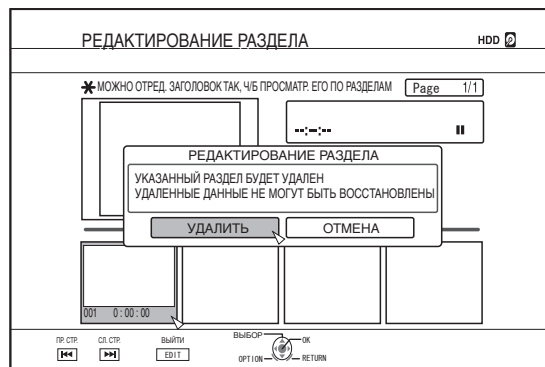 РЕДАКТИРОВАНИЕ РАЗДЕЛА
HDD
МОЖНО ОТРЕД. ЗАГОЛОВОК ТАК, Ч/Б ПРОСМАТР. ЕГО ПО РАЗДЕЛАМ
Page 1/1
--:--:--
РЕДАКТИРОВАНИЕ РАЗДЕЛА
УКАЗАННЫЙ РАЗДЕЛ БУДЕТ УДАЛЕН
УДАЛЕННЫЕ ДАННЫЕ НЕ МОГУТ БЫТЬ ВОССТАНОВЛЕНЫ
УДАЛИТЬ ОТМЕНА
001 0:00:00
ПР. СТР. СЛ. СТР. ВЫЙТИ
EDIT
ВЫБОР OK
OPTION RETURN